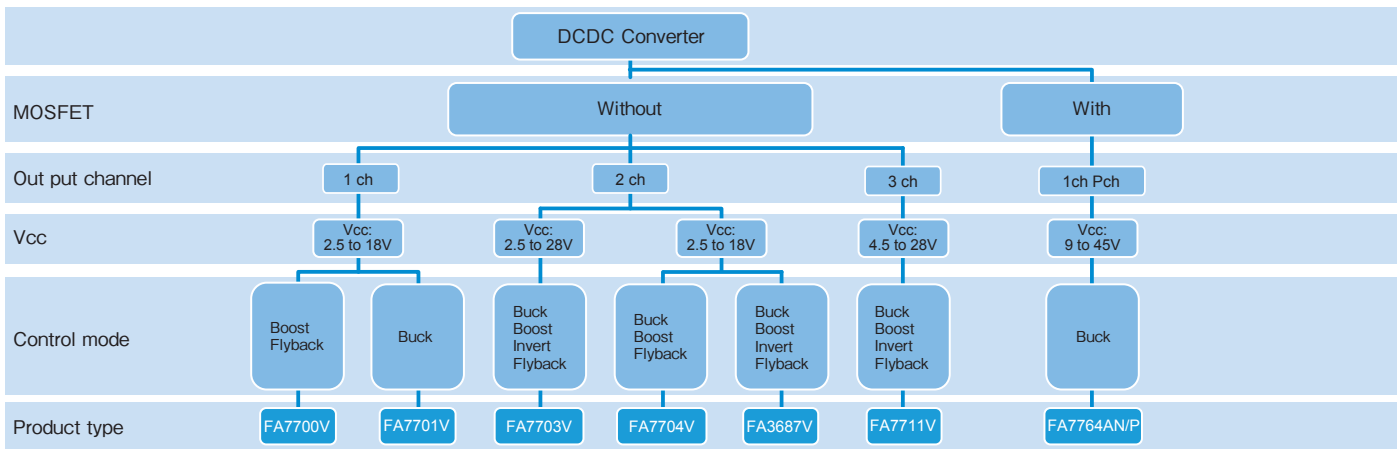 DCDC Converter
MOSFET
Without
With
Out put channel
1 ch
2 ch
3 ch
1ch Pch
Vcc
Vcc:
2.5 to 18V
Vcc:
2.5 to 28V
Vcc:
2.5 to 18V
Vcc:
4.5 to 28V
Vcc:
9 to 45V
Control mode
Boost
Flyback
Buck
Buck
Boost
Invert
Flyback
Buck
Boost
Flyback
Buck
Boost
Invert
Flyback
Buck
Boost
Invert
Flyback
Buck
Product type
FA7700V
FA7701V
FA7703V
FA7704V
FA3687V
FA7711V
FA7764AN/P